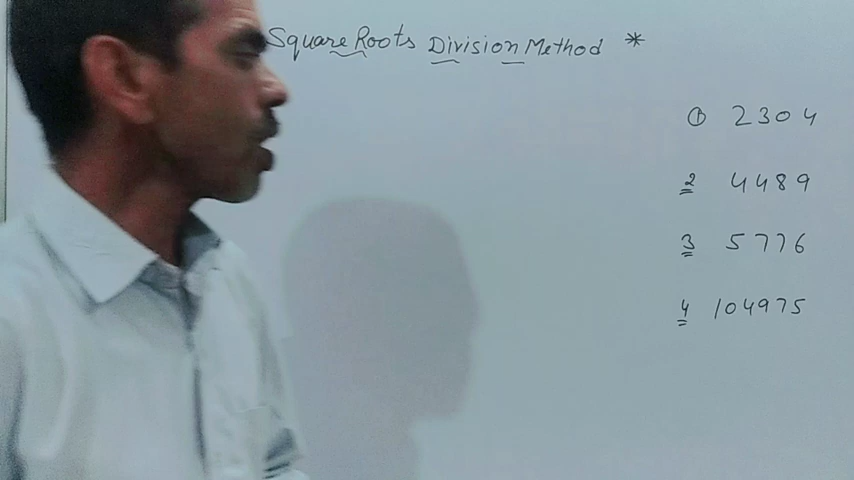 Square Roots Division Method *
① 2304
2 4489
3 5776
4 104975